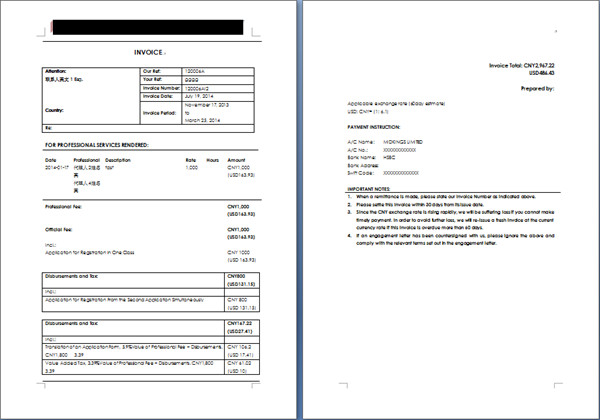 INVOICE
Attention: Our Ref: 120006A
联系人英文 1 Esq. Your Ref: GGGG
Invoice Number: 120006AI2
Invoice Date: July 19, 2014
Country: Invoice Period: November 17, 2013
to
March 23, 2014
Re:
FOR PROFESSIONAL SERVICES RENDERED:
Date Professional Description Rate Hours Amount
2014-01-17 代理人2姓名 1,000 CNY1,000
英 (USD163.93)
代理人4姓名
英
Professional Fee: CNY1,000
(USD163.93)
Official Fee: CNY1,000
(USD163.93)
Incl.:
Application for Registration in One Class CNY 1000
(USD 163.93)
Disbursements and Tax: CNY800
(USD131.15)
Incl.:
Application for Registration from the Second Application Simultaneously CNY 800
(USD 131.15)
Disbursements and Tax: CNY167.22
(USD27.41)
Incl.:
Translation of an Application Form, 3.39%Value of Professional Fee + Disbursements, CNY 106.2
CNY1,800 3.39 (USD 17.41)
Value Added Tax, 3.39%Value of Professional Fee + Disbursements, CNY1,800 CNY 61.02
3.39 (USD 10)
Invoice Total: CNY2,967.22
USD486.43
Prepared by:
Applicable exchange rate (60day estimate)
USD: CNY= (1: 6.1)
PAYMENT INSTRUCTION:
A/C Name: MICKINGS LIMITED
A/C No.: XXXXXXXXXXXX
Bank Name: HSBC
Bank Address:
Swift Code: XXXXXXXXXXXX
IMPORTANT NOTES:
1. When a remittance is made, please state our Invoice Number as indicated above.
2. Please settle this invoice within 30 days from its issue date.
3. Since the CNY exchange rate is rising rapidly, we will be suffering loss if you cannot make
timely payment. In order to avoid further loss, we will re-issue a fresh invoice at the current
currency rate if this invoice is overdue more than 60 days.
4. If an engagement letter has been countersigned with us, please ignore the above and
comply with the relevant terms set out in the engagement letter.